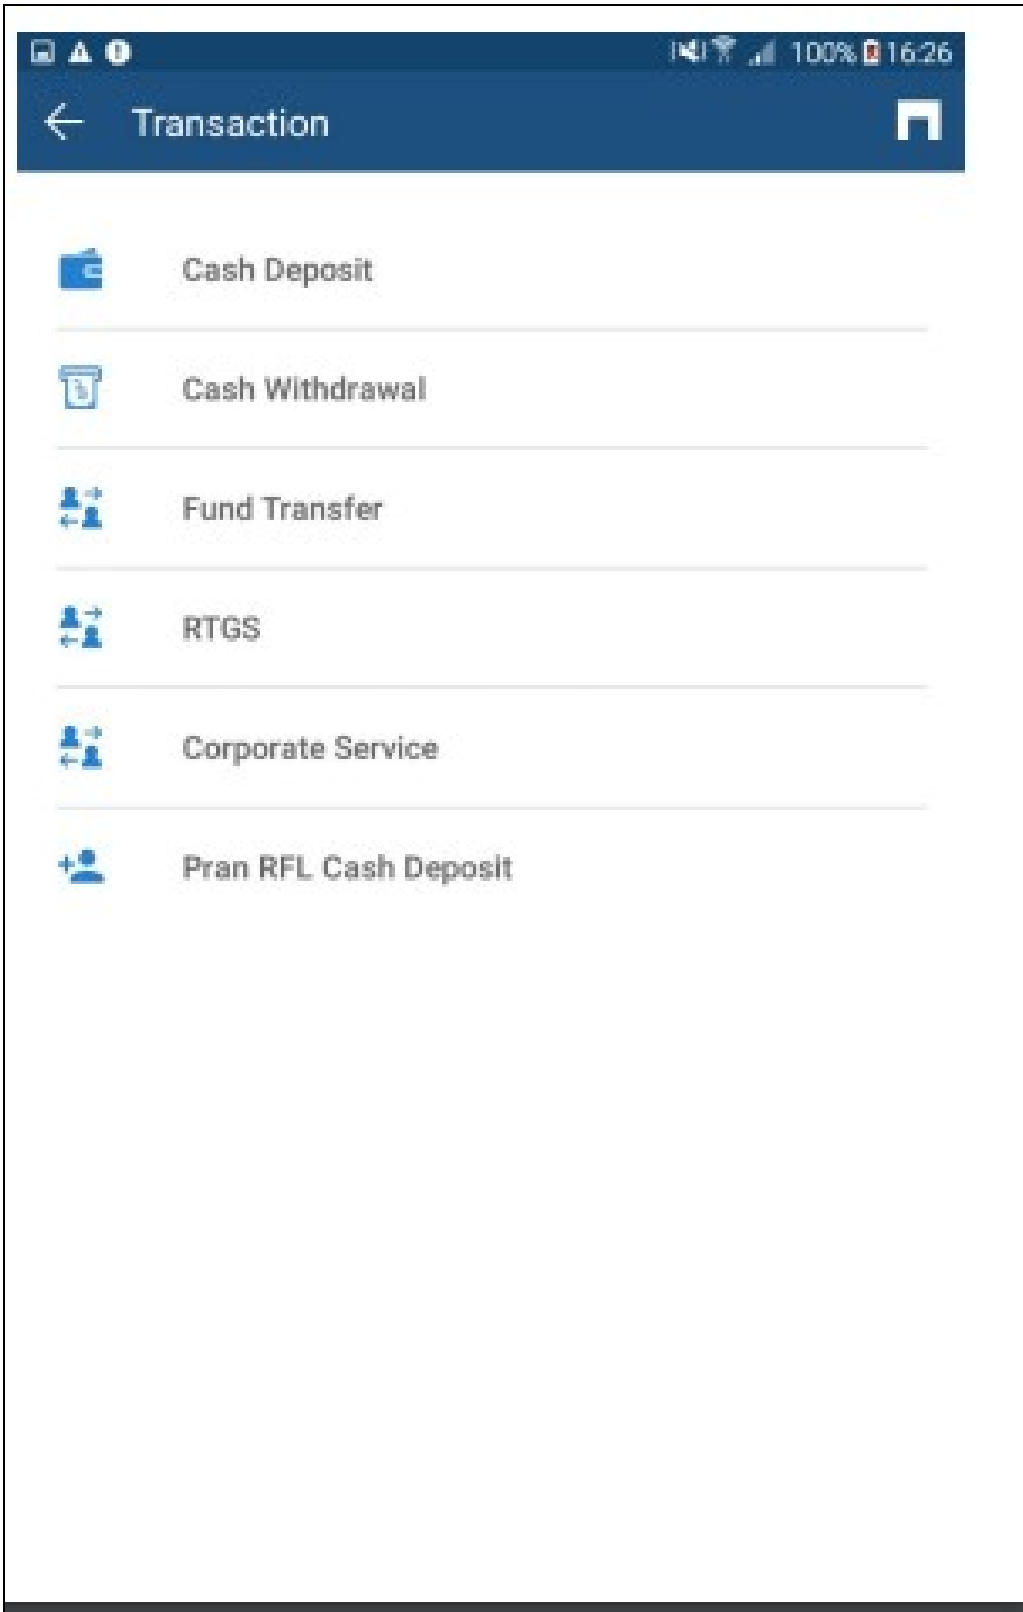 100% 16:26
Transaction
Cash Deposit
Cash Withdrawal
Fund Transfer
RTGS
Corporate Service
Pran RFL Cash Deposit